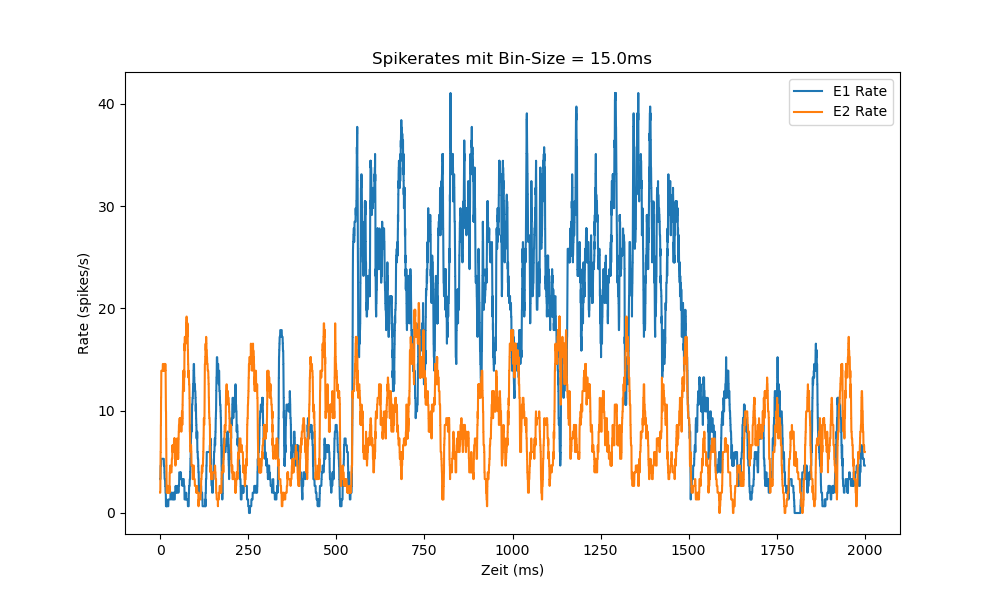 Spikerates mit Bin-Size = 15.0ms
E1 Rate
E2 Rate
Rate (spikes/s)
40
30
20
10
0
0 250 500 750 1000 1250 1500 1750 2000
Zeit (ms)